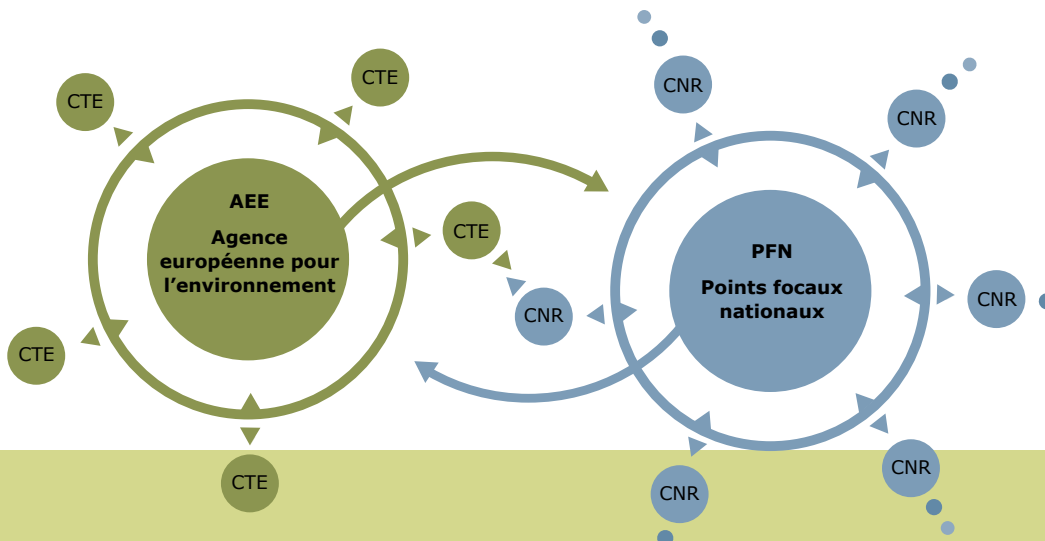 CTE
CTE
AEE
Agence
européenne pour
l’environnement
CTE
CTE
CTE
CNR
CNR
CNR
PFN
Points focaux
nationaux
CNR
CNR
CNR